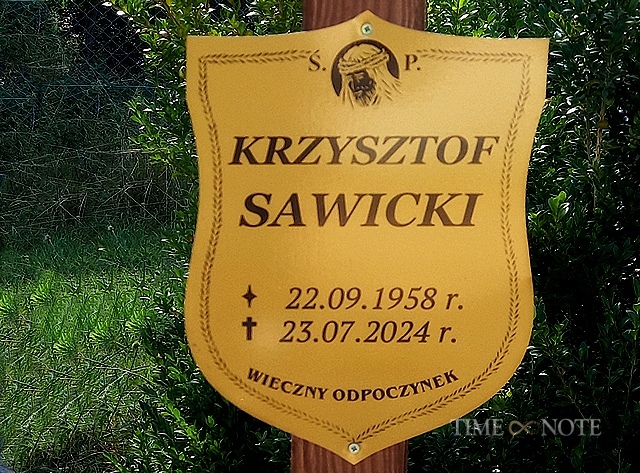 Ś. P.
KRZYSZTOF
SAWICKI
22.09.1958 r.
23.07.2024 r.
WIECZNY ODPOCZYNEK
TIME NOTE